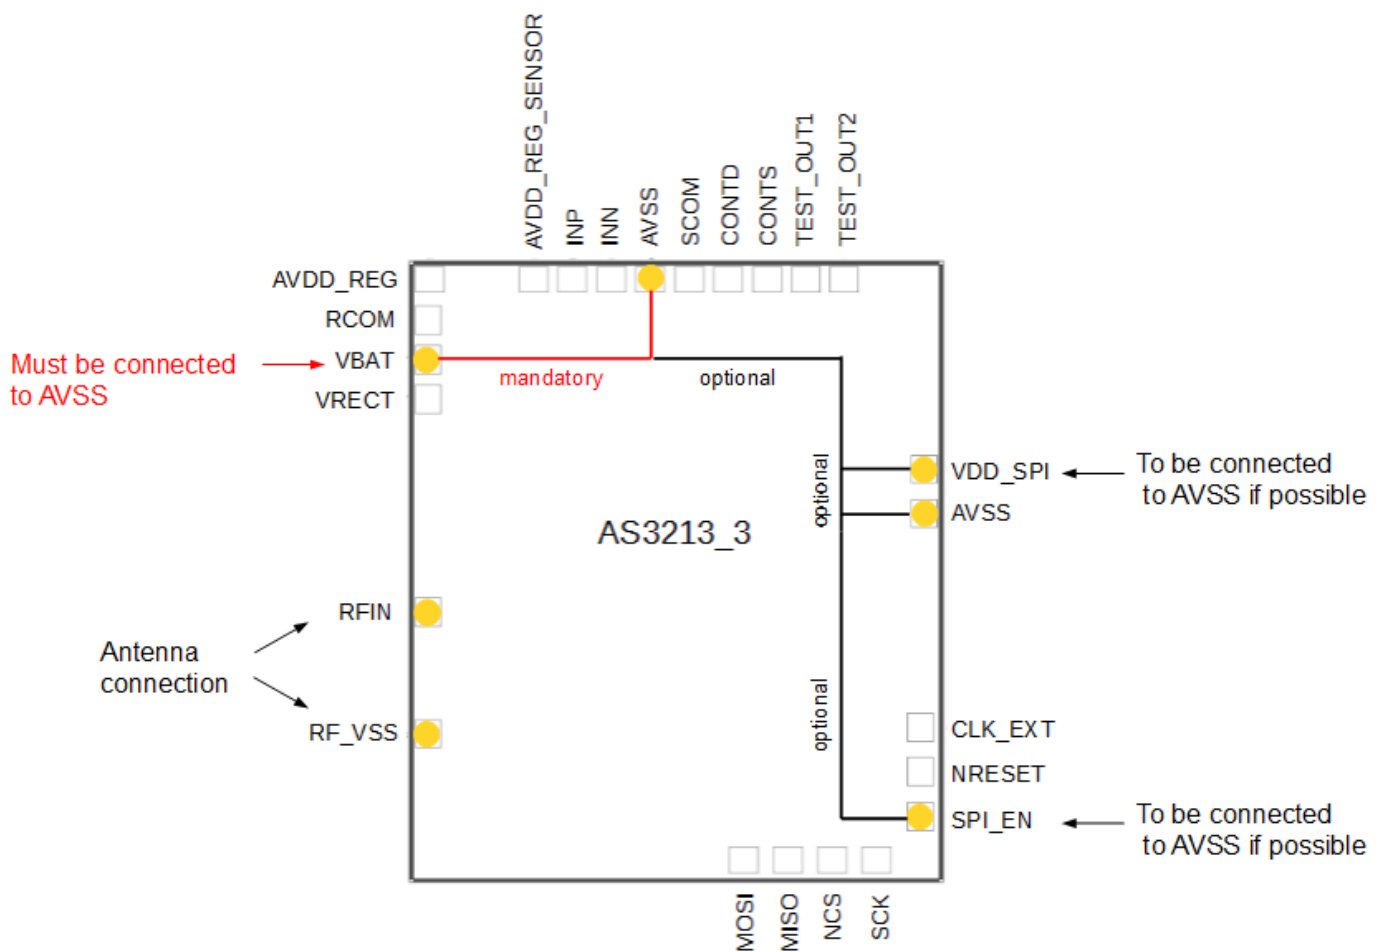 AVDD_REG_SENSOR
INP
INN
AVSS
SCOM
CONTD
CONTS
TEST_OUT1
TEST_OUT2
AVDD_REG
RCOM
Must be connected
to AVSS
VBAT
mandatory
optional
VRECT
optional
VDD_SPI
To be connected
to AVSS if possible
AVSS
AS3213_3
RFIN
Antenna
connection
RF_VSS
optional
CLK_EXT
NRESET
SPI_EN
To be connected
to AVSS if possible
MOSI
MISO
NCS
SCK